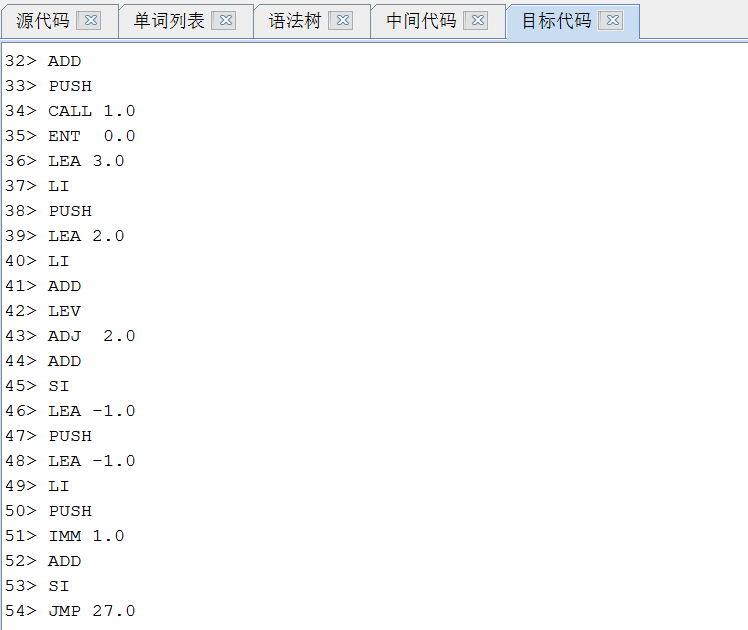 源代码 单词列表 语法树 中间代码 目标代码
32> ADD
33> PUSH
34> CALL 1.0
35> ENT  0.0
36> LEA 3.0
37> LI
38> PUSH
39> LEA 2.0
40> LI
41> ADD
42> LEV
43> ADJ  2.0
44> ADD
45> SI
46> LEA -1.0
47> PUSH
48> LEA -1.0
49> LI
50> PUSH
51> IMM 1.0
52> ADD
53> SI
54> JMP 27.0